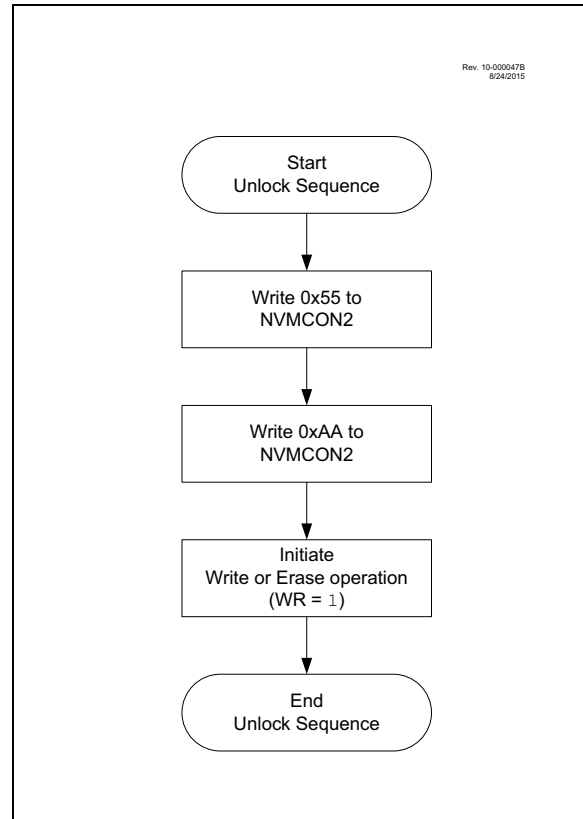 Rev. 10-000047B
8/24/2015
Start
Unlock Sequence
Write 0x55 to
NVMCON2
Write 0xAA to
NVMCON2
Initiate
Write or Erase operation
(WR = 1)
End
Unlock Sequence